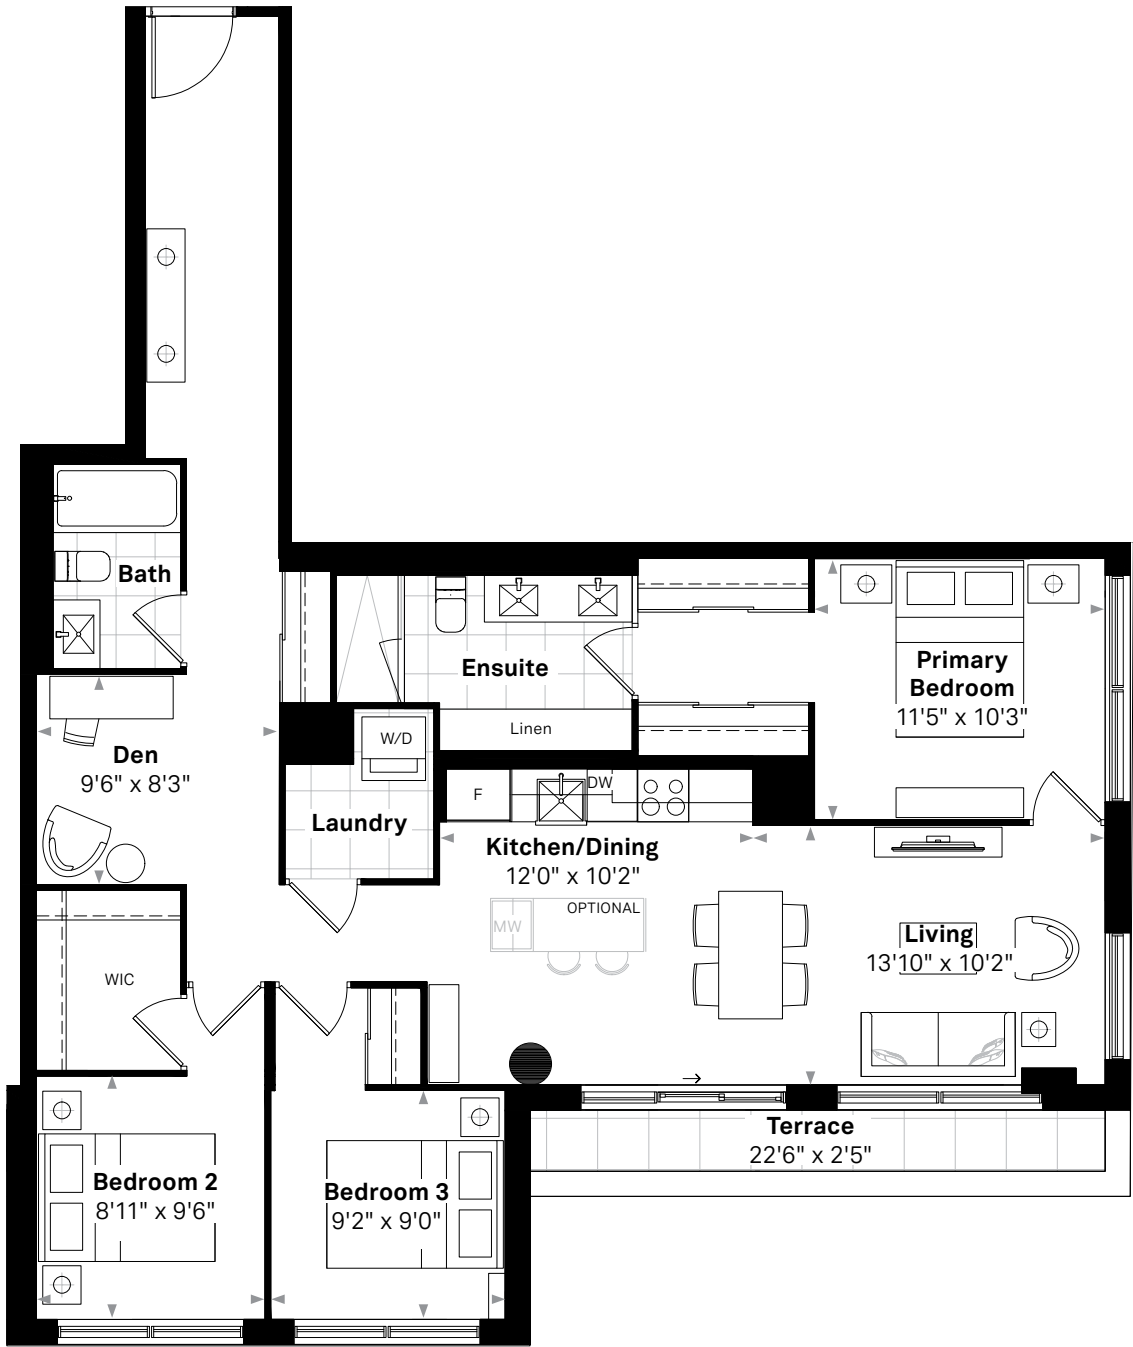 Bath
Ensuite
Primary
Bedroom
11'5" x 10'3"
Linen
W/D
Den
9'6" x 8'3"
F
DW
Laundry
Kitchen/Dining
12'0" x 10'2"
OPTIONAL
MW
Living
13'10" x 10'2"
WIC
Terrace
22'6" x 2'5"
Bedroom 2
8'11" x 9'6"
Bedroom 3
9'2" x 9'0"